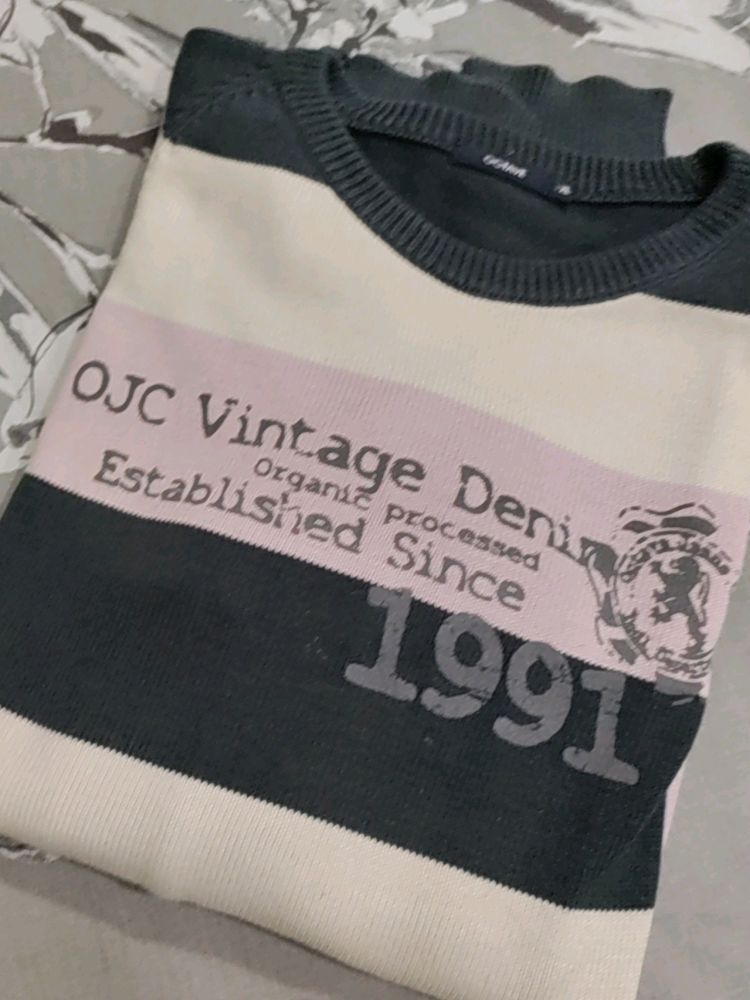 OJC Vintage Denim
Organic processed
Established Since
1991